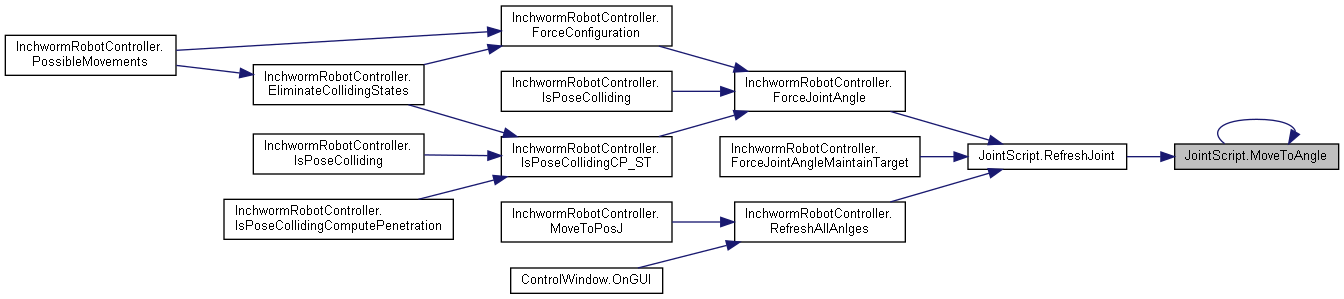 InchwormRobotController.
PossibleMovements
InchwormRobotController.
EliminateCollidingStates
InchwormRobotController.
IsPoseColliding
InchwormRobotController.
IsPoseCollidingComputePenetration
InchwormRobotController.
ForceConfiguration
InchwormRobotController.
IsPoseColliding
InchwormRobotController.
IsPoseCollidingCP_ST
InchwormRobotController.
MoveToPosJ
ControlWindow.OnGUI
InchwormRobotController.
ForceJointAngle
InchwormRobotController.
ForceJointAngleMaintainTarget
InchwormRobotController.
RefreshAllAnlges
JointScript.RefreshJoint
JointScript.MoveToAngle